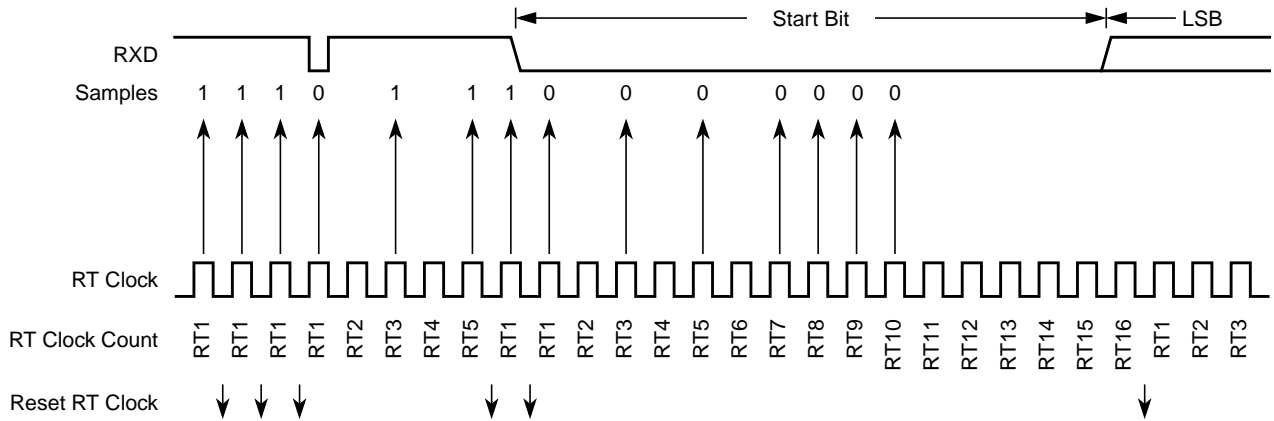 Start Bit LSB
RXD
Samples 1 1 1 0 1 1 1 0 0 0 0 0 0 0
RT Clock
RT Clock Count RT1 RT1 RT1 RT1 RT2 RT3 RT4 RT5 RT1 RT1 RT2 RT3 RT4 RT5 RT6 RT7 RT8 RT9 RT10 RT11 RT12 RT13 RT14 RT15 RT16 RT1 RT2 RT3
Reset RT Clock